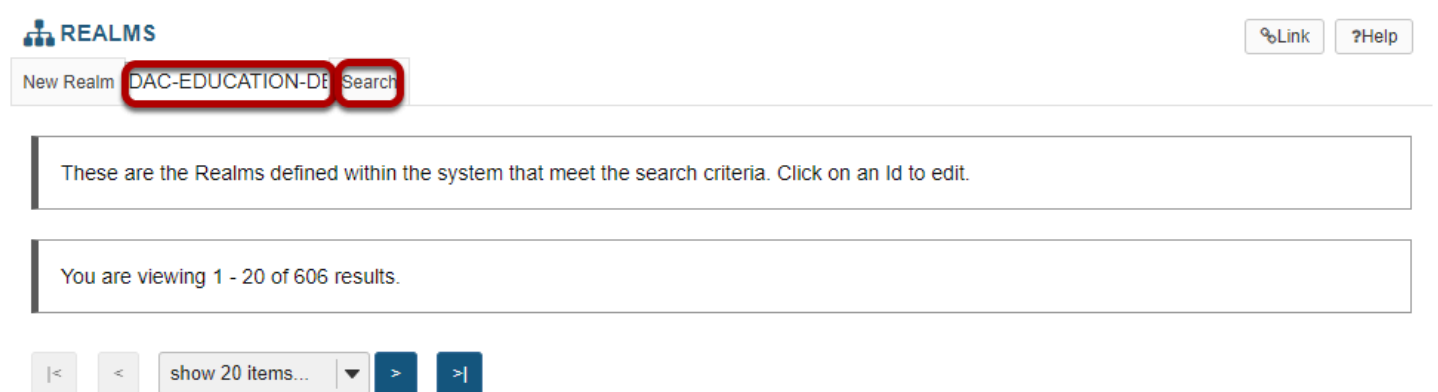 REALMS
Link ?Help
New Realm DAC-EDUCATION-DE Search
These are the Realms defined within the system that meet the search criteria. Click on an Id to edit.
You are viewing 1 - 20 of 606 results.
|< < show 20 items... > >|